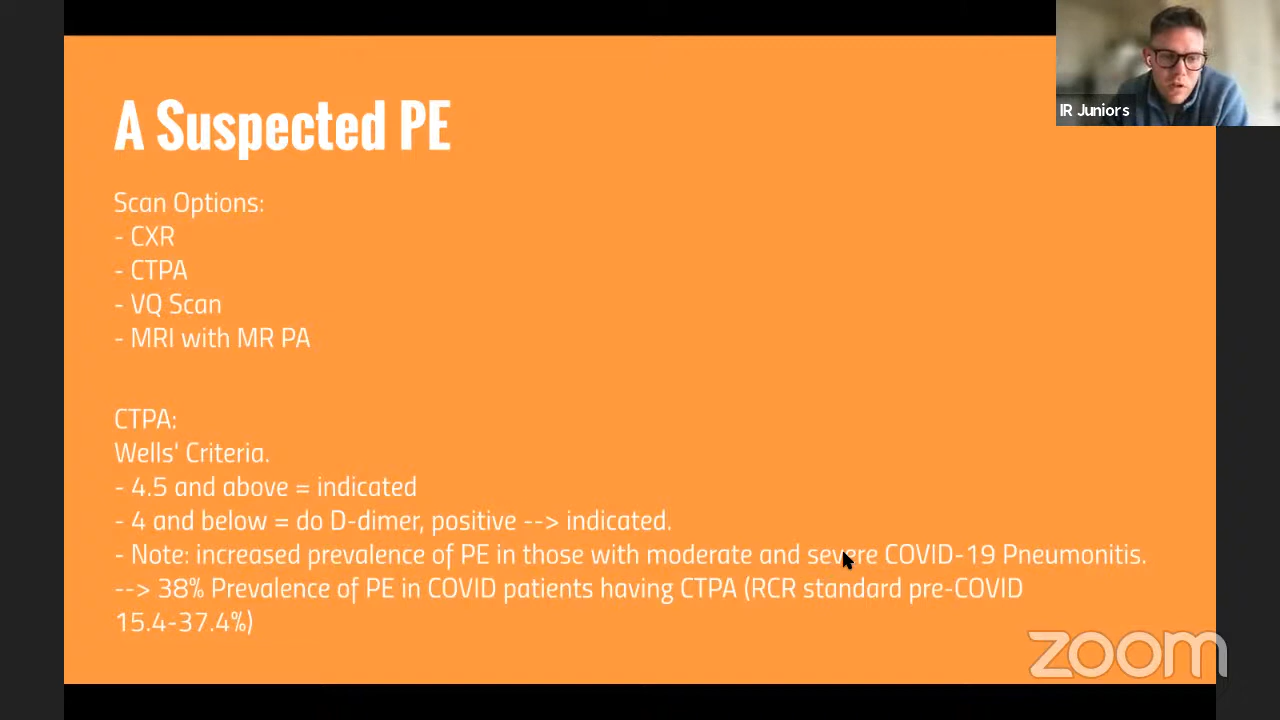 IR Juniors
A Suspected PE
Scan Options:
- CXR
- CTPA
- VQ Scan
- MRI with MR PA
CTPA:
Wells' Criteria.
- 4.5 and above = indicated
- 4 and below = do D-dimer, positive --> indicated.
- Note: increased prevalence of PE in those with moderate and severe COVID-19 Pneumonitis.
--> 38% Prevalence of PE in COVID patients having CTPA (RCR standard pre-COVID
15.4-37.4%)
zoom